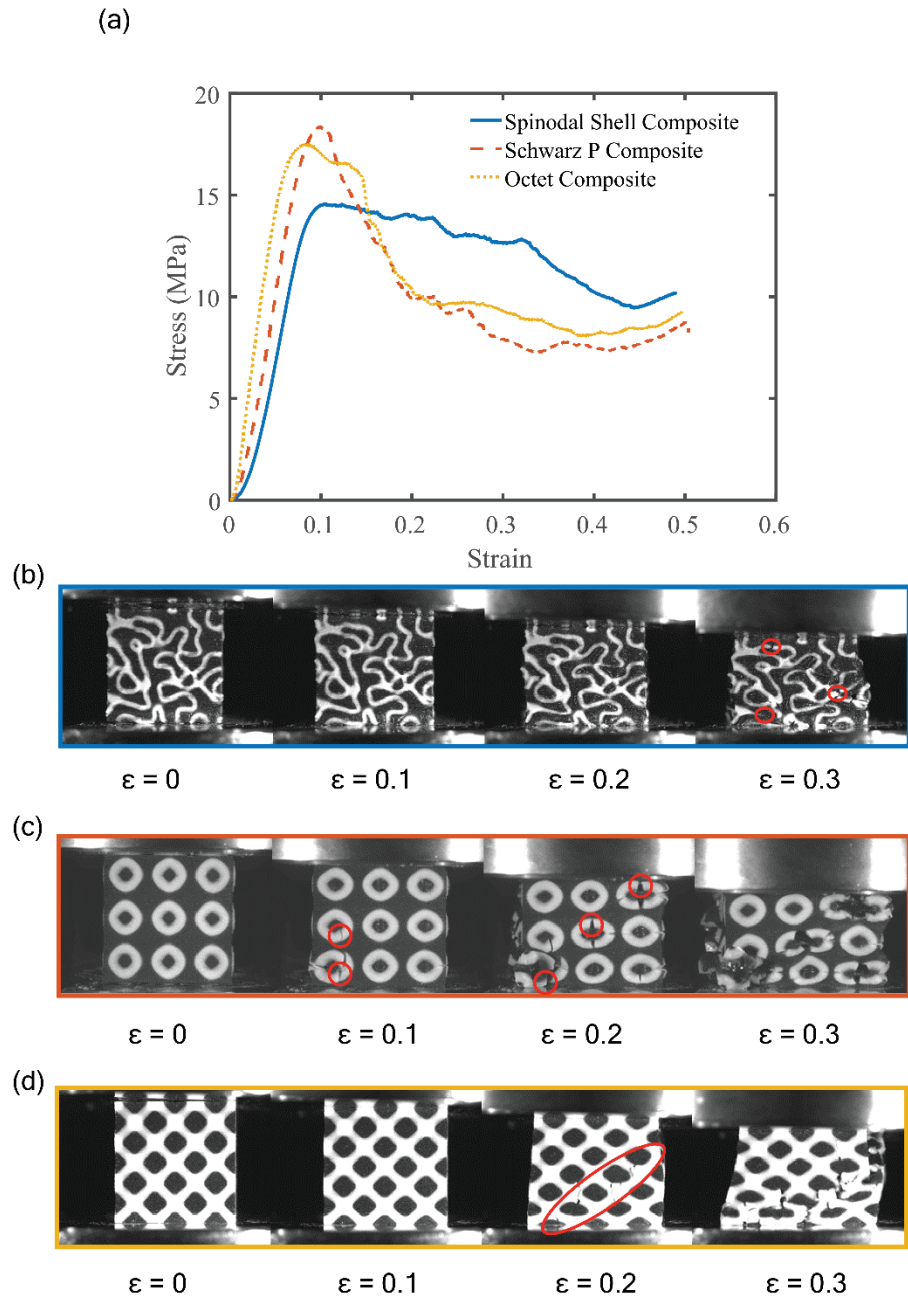 (a)
20
15
10
5
0
Stress (MPa)
Spinodal Shell Composite
Schwarz P Composite
Octet Composite
0 0.1 0.2 0.3 0.4 0.5 0.6
Strain
(b)
ε = 0 ε = 0.1 ε = 0.2 ε = 0.3
(c)
ε = 0 ε = 0.1 ε = 0.2 ε = 0.3
(d)
ε = 0 ε = 0.1 ε = 0.2 ε = 0.3